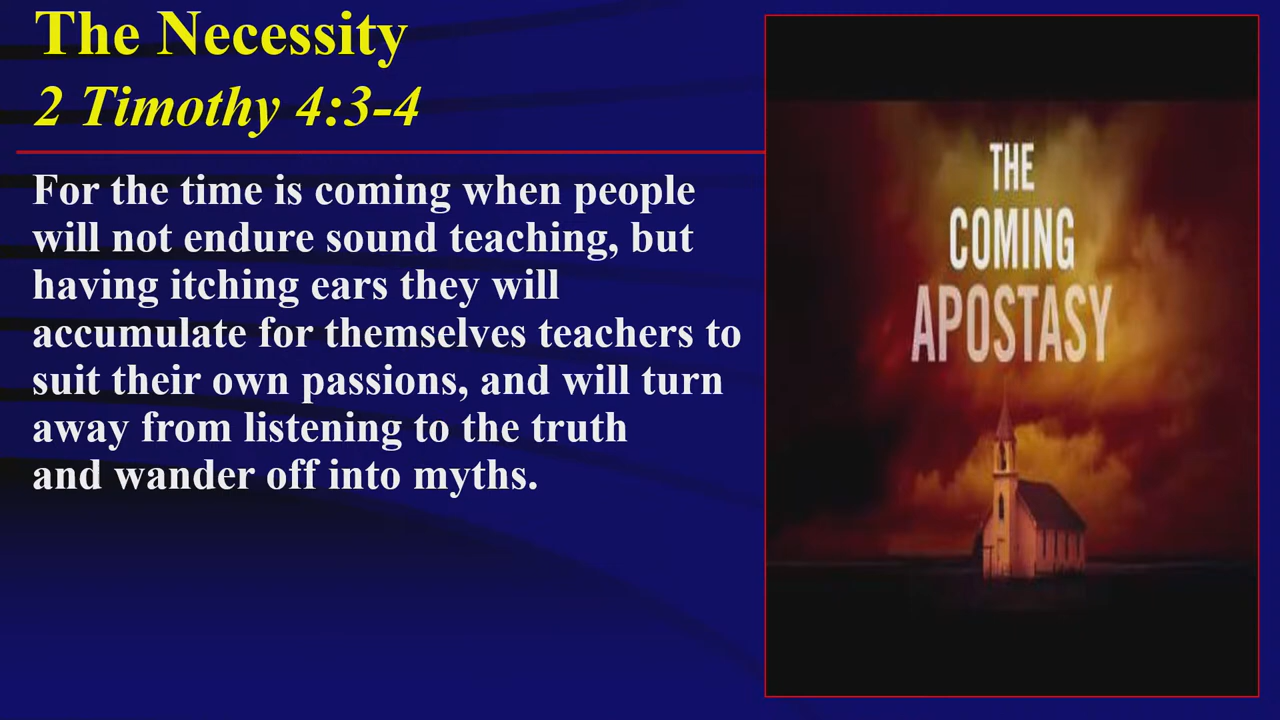 The Necessity
2 Timothy 4:3-4
For the time is coming when people
will not endure sound teaching, but
having itching ears they will
accumulate for themselves teachers to
suit their own passions, and will turn
away from listening to the truth
and wander off into myths.
THE
COMING
APOSTASY